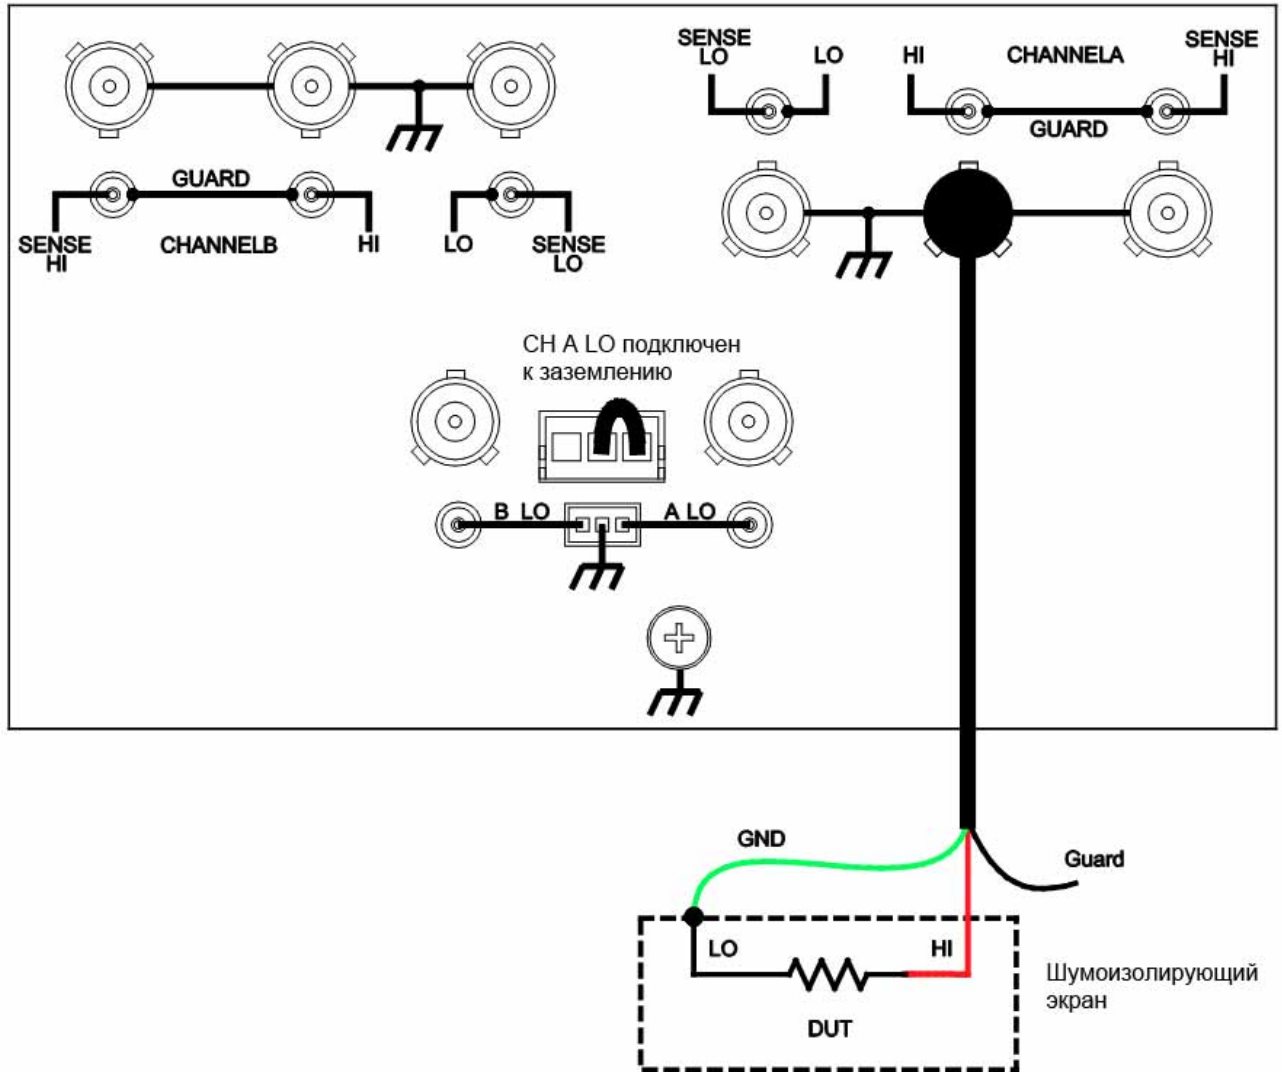 SENSE
LO
LO
HI
CHANNELA
SENSE
HI
GUARD
GUARD
SENSE
HI
CHANNELB
HI
LO
SENSE
LO
CH A LO подключен
к заземлению
B LO
A LO
GND
Guard
LO
HI
DUT
Шумоизолирующий
экран